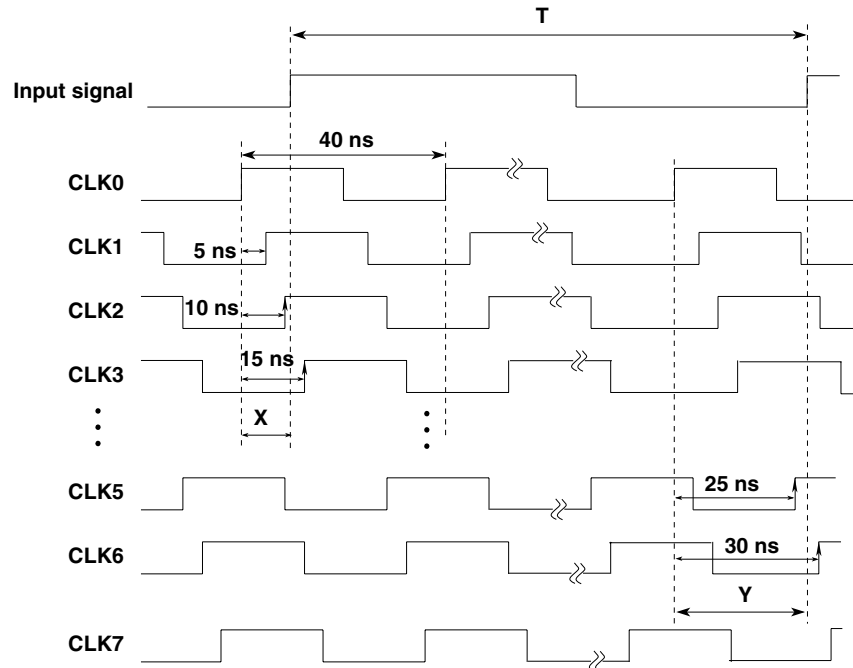 T
Input signal
40 ns
CLK0
CLK1
5 ns
CLK2
10 ns
CLK3
15 ns
X
CLK5
25 ns
CLK6
30 ns
Y
CLK7